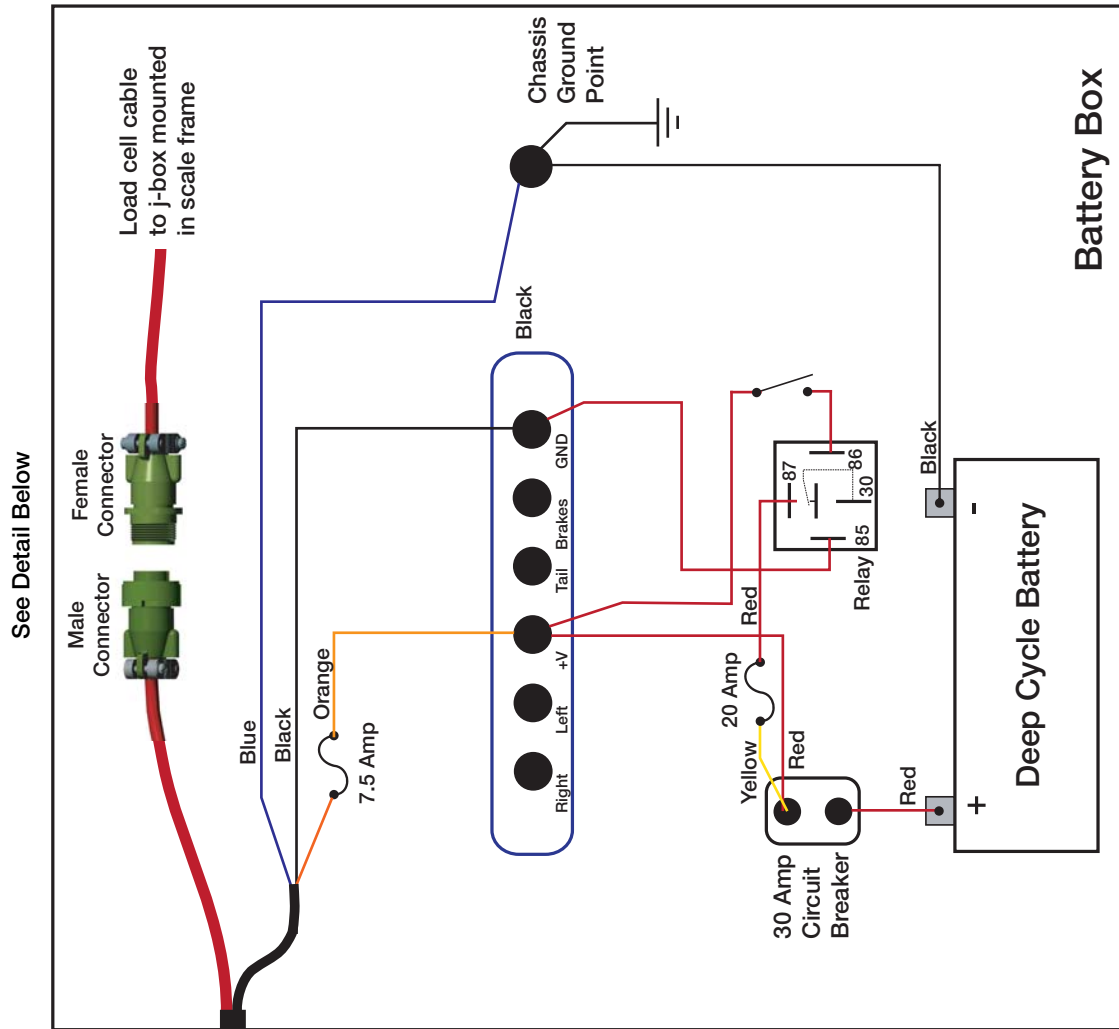 See Detail Below
Male
Connector
Female
Connector
Load cell cable
to j-box mounted
in scale frame
Blue
Black
Orange
7.5 Amp
Chassis
Ground
Point
Black
Right
Left
+V
Tail
Brakes
GND
Yellow
20 Amp
Red
Red
30 Amp
Circuit
Breaker
Relay
87
86
30
85
Red
Black
+
-
Deep Cycle Battery
Battery Box